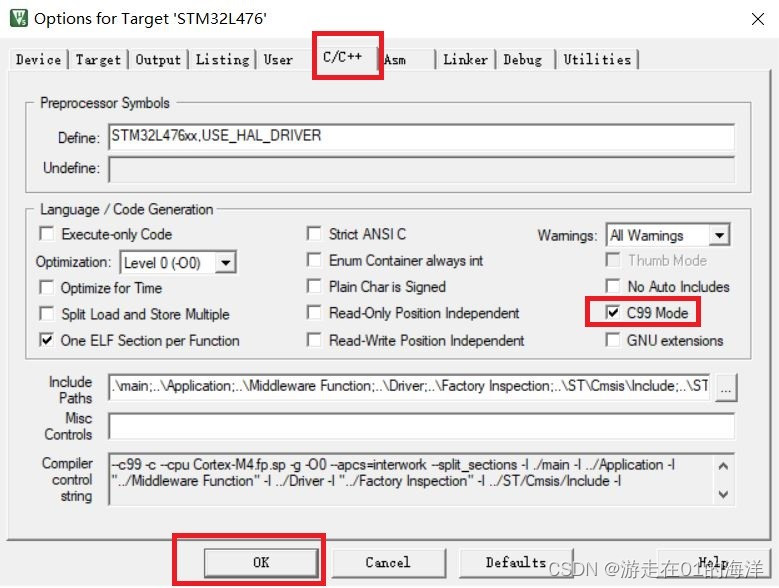 Options for Target 'STM32L476'
Device Target Output Listing User C/C++ Asm Linker Debug Utilities
Preprocessor Symbols
Define: STM32L476xx,USE_HAL_DRIVER
Undefine:
Language / Code Generation
Execute-only Code Strict ANSI C Warnings: All Warnings
Optimization: Level 0 (-O0) Enum Container always int Thumb Mode
Optimize for Time Plain Char is Signed No Auto Includes
Split Load and Store Multiple Read-Only Position Independent C99 Mode
One ELF Section per Function Read-Write Position Independent GNU extensions
Include Paths .\main;..\Application;..\Middleware Function;..\Driver;..\Factory Inspection;..\ST\Cmsis\Include;..\ST ...
Misc Controls
Compiler control string --c99 -c --cpu Cortex-M4.fp.sp -g -O0 --apcs=interwork --split_sections -I ./main -I ../Application -I
"../Middleware Function" -I ../Driver -I "../Factory Inspection" -I ../ST/Cmsis/Include -I
OK Cancel Defaults Help
CSDN @游走在01的海洋